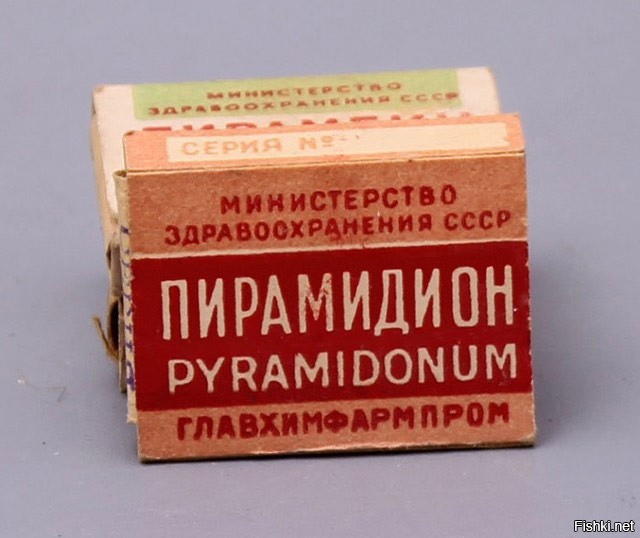 МИНИСТЕРСТВО
ЗДРАВООХРАНЕНИЯ СССР
СЕРИЯ №
МИНИСТЕРСТВО
ЗДРАВООХРАНЕНИЯ СССР
ПИРАМИДИОН
PYRAMIDONUM
ГЛАВХИМФАРМПРОМ
Fishki.net